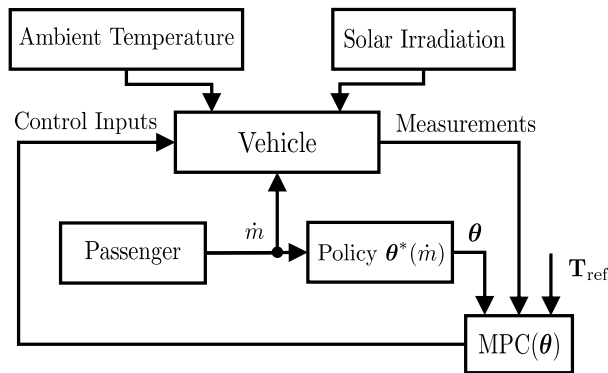 Ambient Temperature
Solar Irradiation
Control Inputs
Vehicle
Measurements
Passenger
ṁ
Policy θ*(ṁ)
θ
T_ref
MPC(θ)